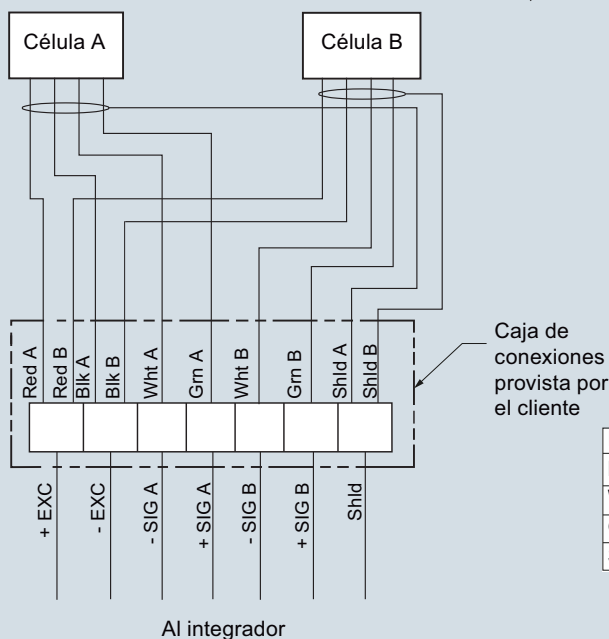 Célula A
Célula B
Red A
Red B
Blk A
Blk B
Wht A
Grn A
Wht B
Grn B
Shld A
Shld B
Caja de
conexiones
provista por
el cliente
+ EXC
- EXC
- SIG A
+ SIG A
- SIG B
+ SIG B
Shld
Al integrador